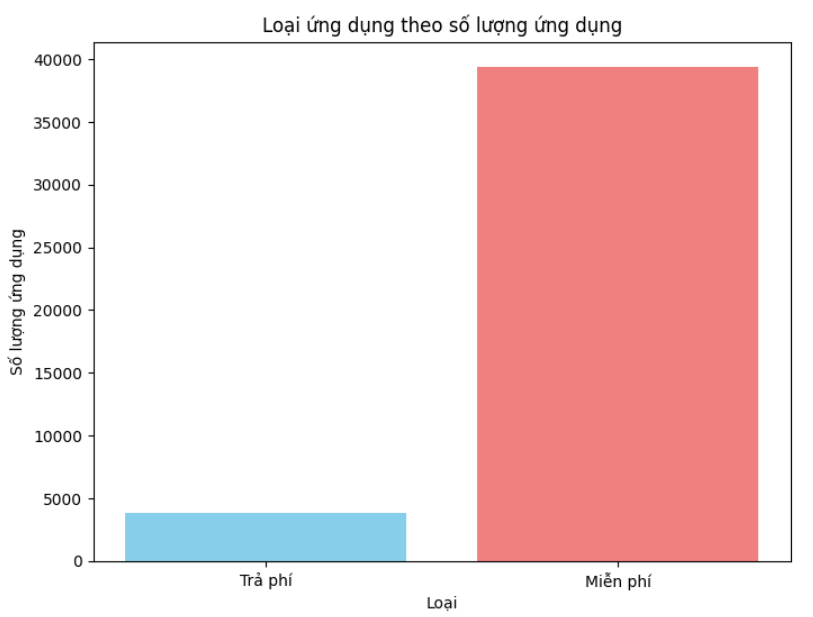 Loại ứng dụng theo số lượng ứng dụng
40000
35000
30000
25000
20000
15000
10000
5000
0
Số lượng ứng dụng
Trả phí
Miễn phí
Loại